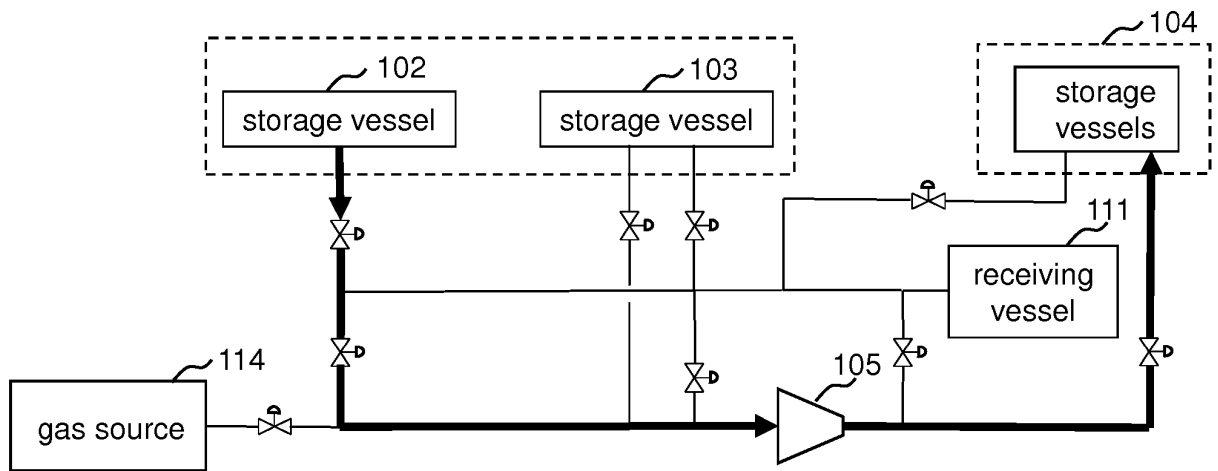 102
103
104
storage vessel
storage vessel
storage
vessels
111
receiving
vessel
114
105
gas source